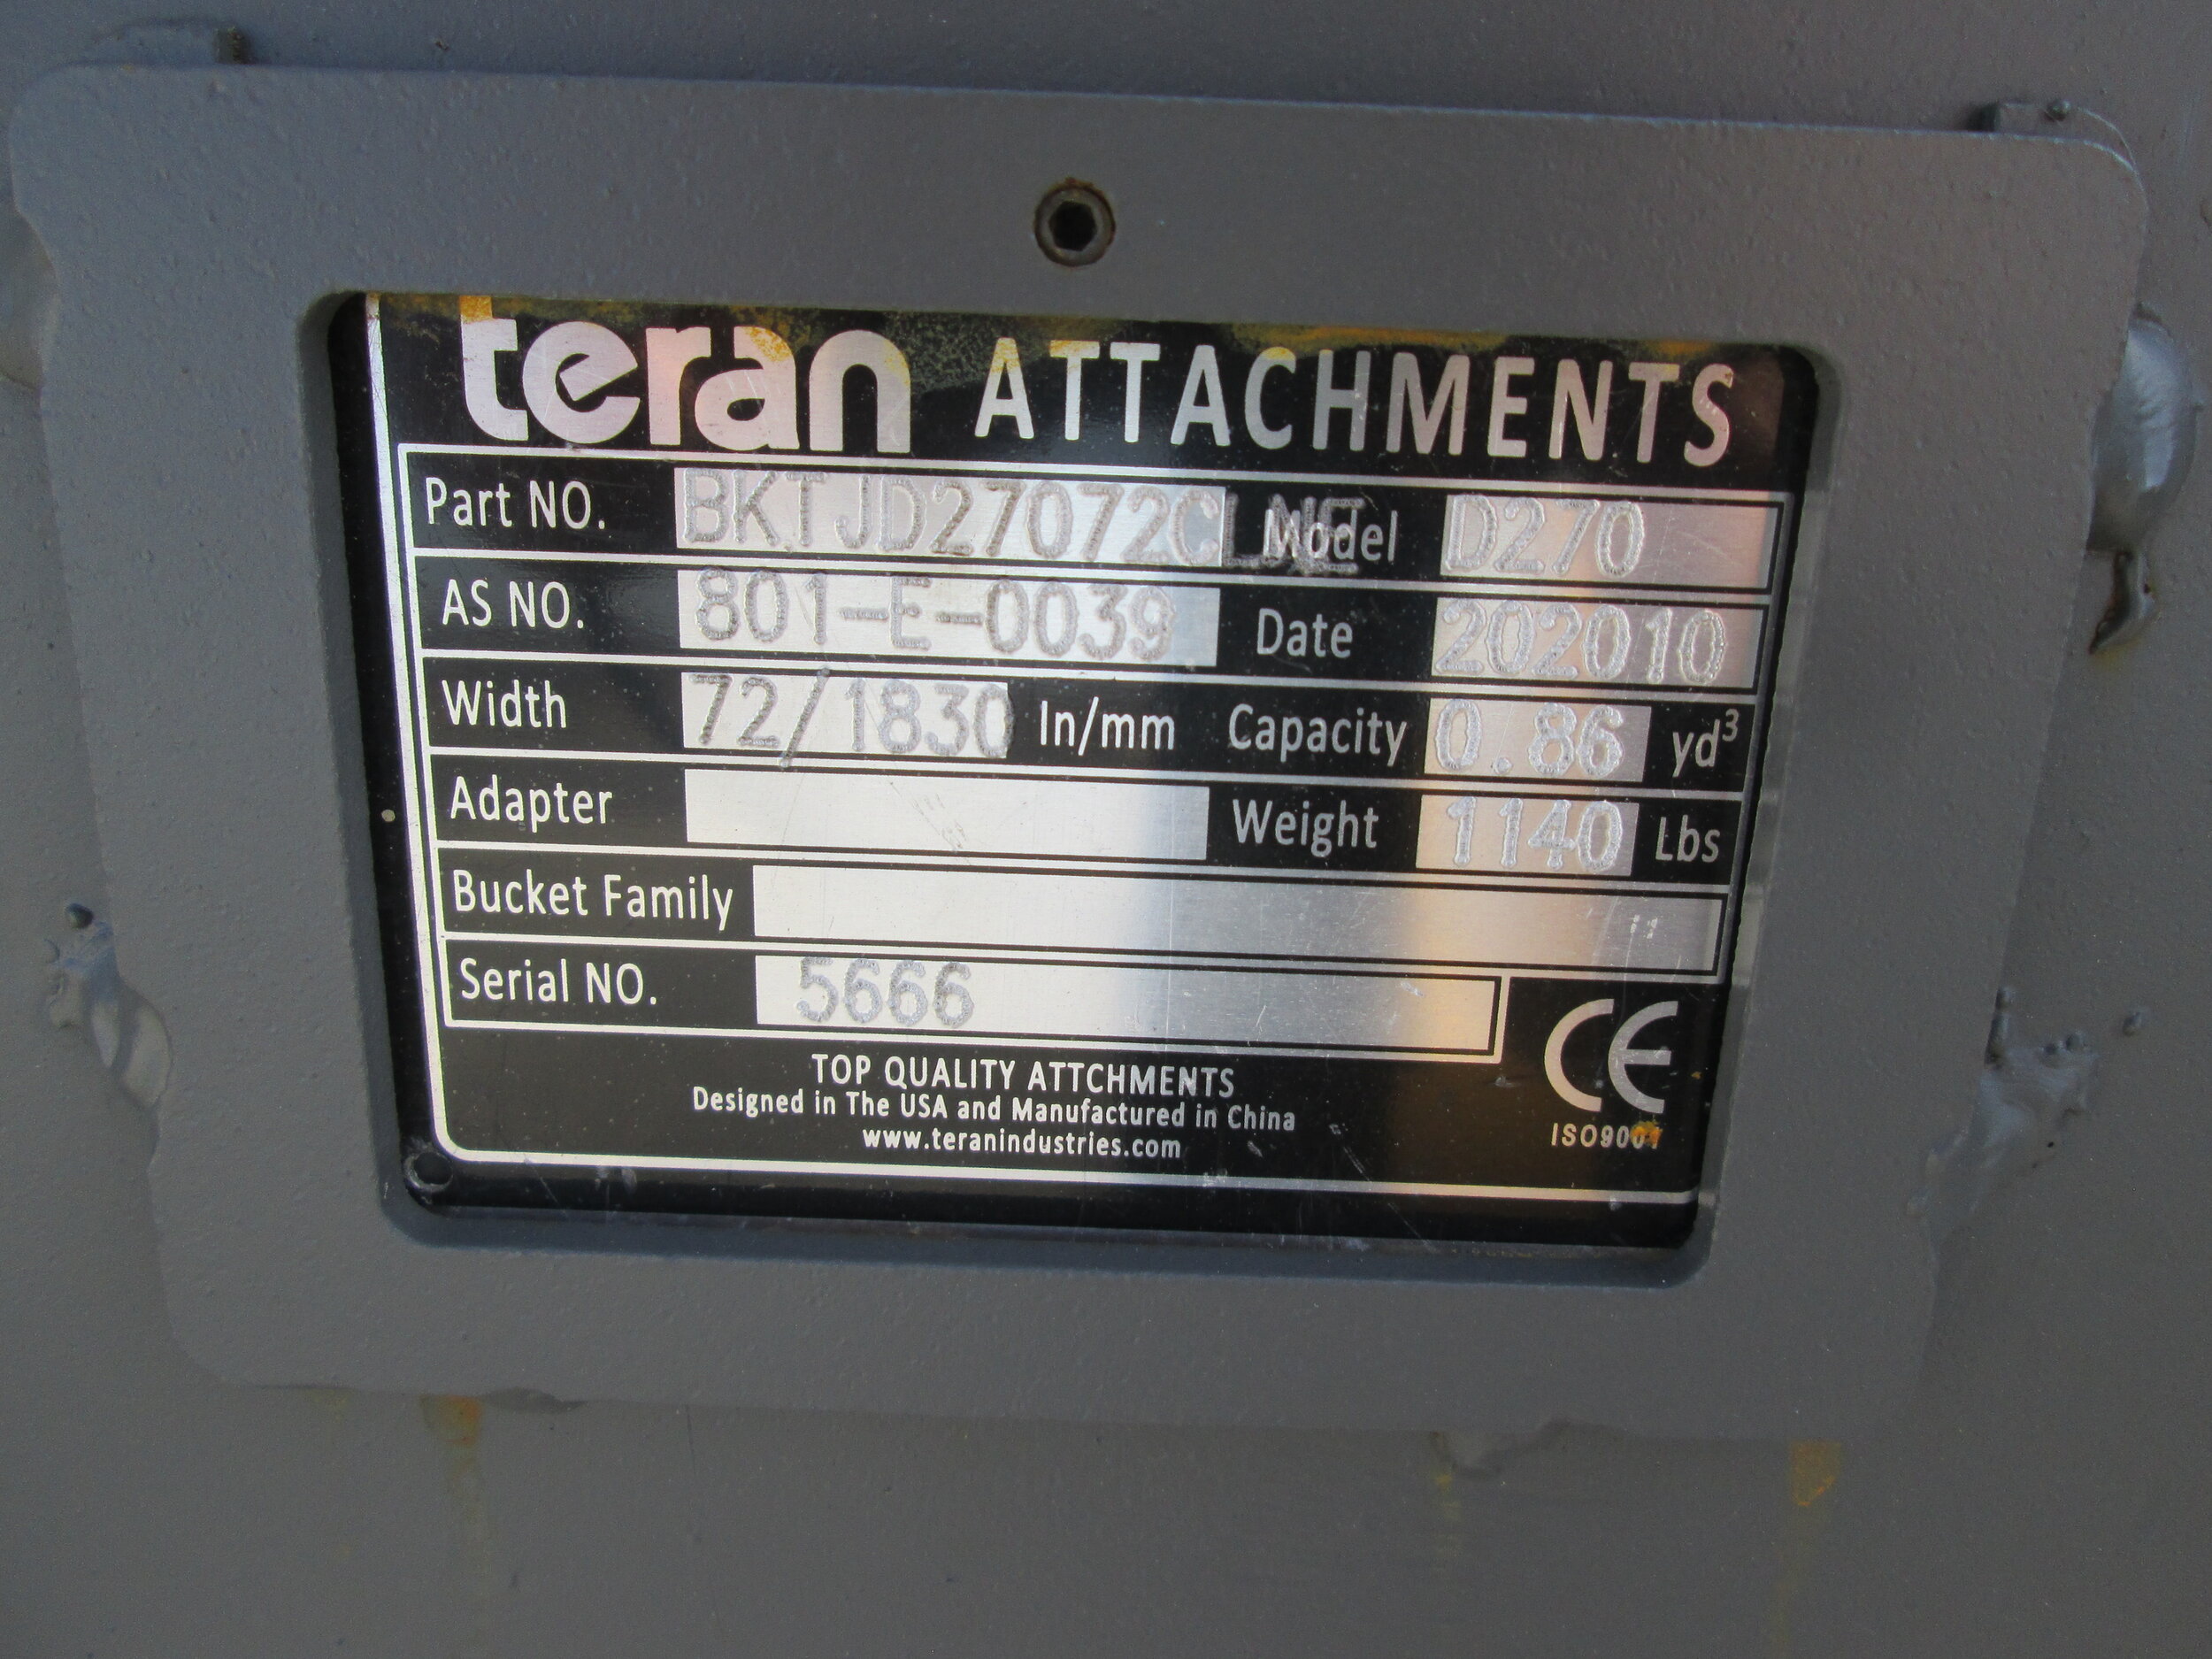 teran ATTACHMENTS
Part NO. BKTJD27072CLNE Model D270
AS NO. 801-E-0039 Date 202010
Width 72/1830 In/mm Capacity 0.86 yd³
Adapter Weight 1140 Lbs
Bucket Family
Serial NO. 5666
CE
TOP QUALITY ATTCHMENTS
Designed in The USA and Manufactured in China
www.teranindustries.com
ISO9001